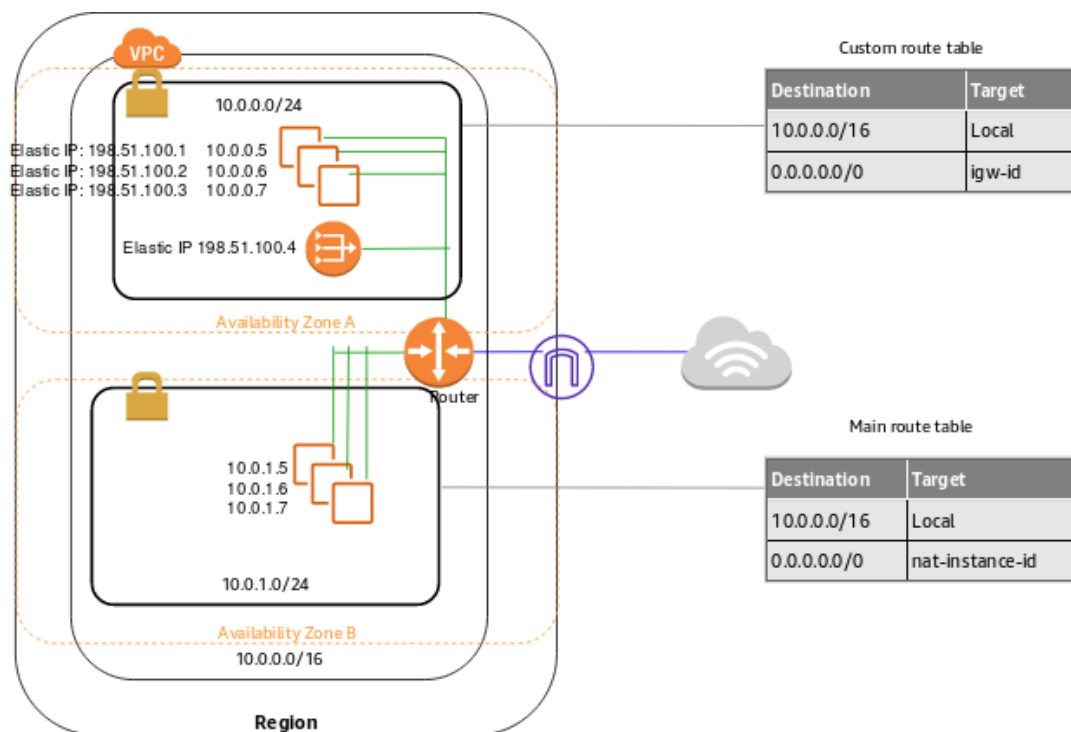 VPC
10.0.0.0/24
Elastic IP: 198.51.100.1 10.0.0.5
Elastic IP: 198.51.100.2 10.0.0.6
Elastic IP: 198.51.100.3 10.0.0.7
Elastic IP 198.51.100.4
Availability Zone A
Router
10.0.1.5
10.0.1.6
10.0.1.7
10.0.1.0/24
Availability Zone B
10.0.0.0/16
Region
Custom route table
Destination Target
10.0.0.0/16 Local
0.0.0.0.0/0 igw-id
Main route table
Destination Target
10.0.0.0/16 Local
0.0.0.0.0/0 nat-instance-id